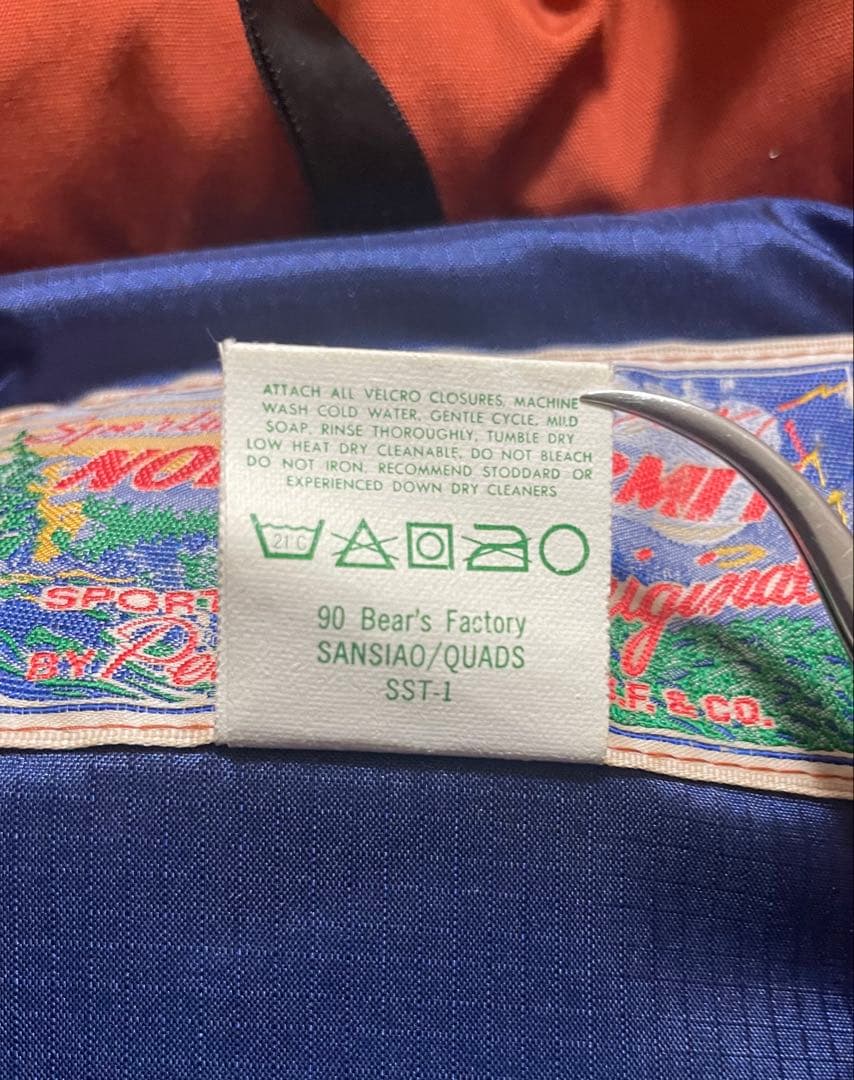 ATTACH ALL VELCRO CLOSURES, MACHINE
WASH COLD WATER, GENTLE CYCLE, MILD
SOAP, RINSE THOROUGHLY, TUMBLE DRY
LOW HEAT DRY CLEANABLE, DO NOT BLEACH
DO NOT IRON. RECOMMEND STODDARD OR
EXPERIENCED DOWN DRY CLEANERS
21 C
90 Bear's Factory
SANSIAO/QUADS
SST-1
SPORT
BY
.F. & CO.